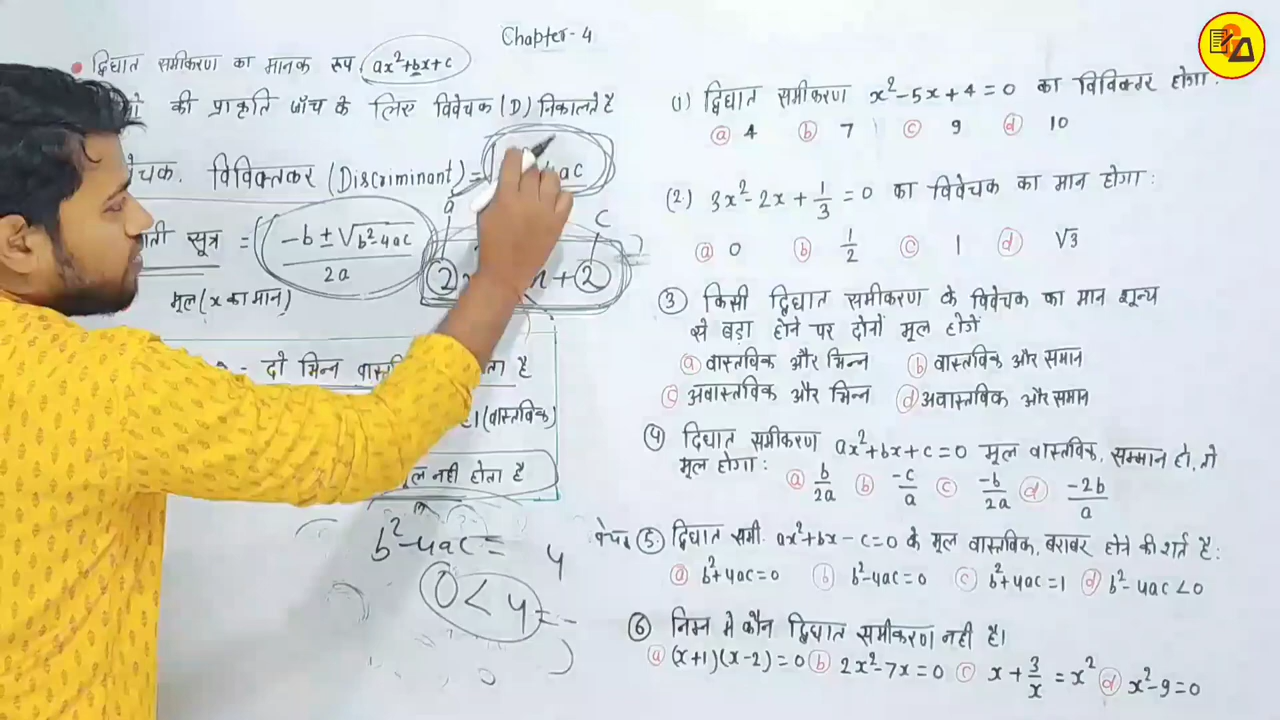 Chapter-4
द्विघात समीकरण का मानक रूप ax²+bx+c
की प्राकृति जाँच के लिए विवेचक (D) निकालते है
विविक्तकर (Discriminant) =
सूत्र = -b ± √b²-4ac / 2a
मूल (x का मान)
a
c
2
+ 2
दो भिन्न
है
(वास्तविक)
मूल नही होता है
b²-4ac = 4
0 < 4 =
(1) द्विघात समीकरण x²-5x+4=0 का विविक्तकर होगा:
ⓐ 4 ⓑ 7 ⓒ 9 ⓓ 10
(2) 3x²-2x+1/3=0 का विवेचक का मान होगा:
ⓐ 0 ⓑ 1/2 ⓒ 1 ⓓ √3
③ किसी द्विघात समीकरण के विवेचक का मान शून्य
से बड़ा होने पर दोनों मूल होगें
ⓐ वास्तविक और भिन्न ⓑ वास्तविक और समान
ⓒ अवास्तविक और भिन्न ⓓ अवास्तविक और समान
④ द्विघात समीकरण ax²+bx+c=0 मूल वास्तविक, सम्मान हो, तो
मूल होगा: ⓐ b/2a ⓑ -c/a ⓒ -b/2a ⓓ -2b/a
⑤ द्विघात समी. ax²+bx-c=0 के मूल वास्तविक, बराबर होने की शर्त है:
ⓐ b²+4ac=0 ⓑ b²-4ac=0 ⓒ b²+4ac=1 ⓓ b²-4ac<0
⑥ निम्न मे कौन द्विघात समीकरण नही है।
ⓐ (x+1)(x-2)=0 ⓑ 2x²-7x=0 ⓒ x+3/x=x² ⓓ x²-9=0